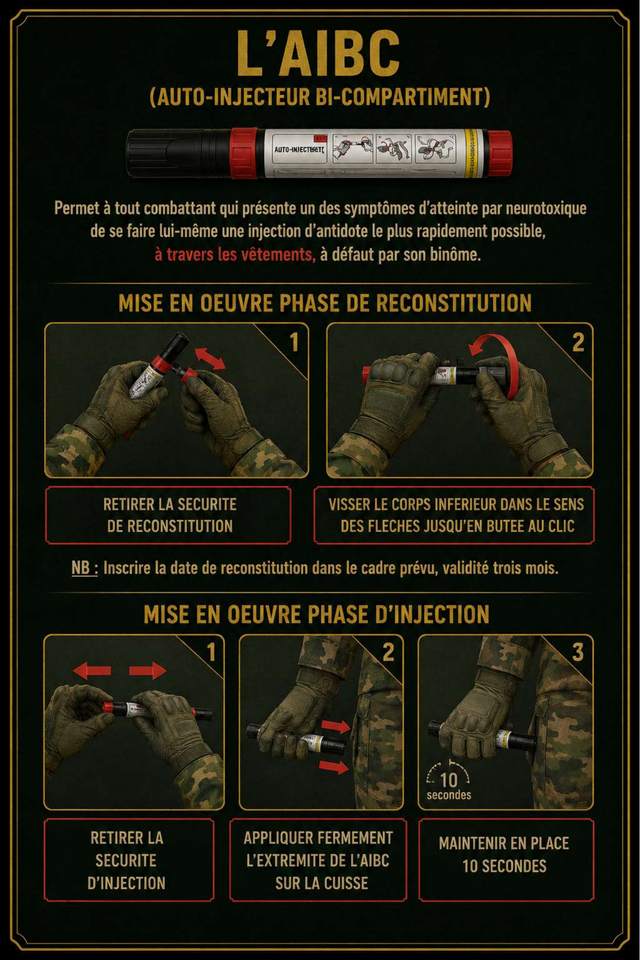 L'AIBC
(AUTO-INJECTEUR BI-COMPARTIMENT)
Permet à tout combattant qui présente un des symptômes d'atteinte par neurotoxique
de se faire lui-même une injection d'antidote le plus rapidement possible,
à travers les vêtements, à défaut par son binôme.
MISE EN OEUVRE PHASE DE RECONSTITUTION
1
2
RETIRER LA SECURITE
DE RECONSTITUTION
VISSER LE CORPS INFERIEUR DANS LE SENS
DES FLECHES JUSQU'EN BUTEE AU CLIC
NB : Inscrire la date de reconstitution dans le cadre prévu, validité trois mois.
MISE EN OEUVRE PHASE D'INJECTION
1
2
3
10
secondes
RETIRER LA
SECURITE
D'INJECTION
APPLIQUER FERMEMENT
L'EXTREMITE DE L'AIBC
SUR LA CUISSE
MAINTENIR EN PLACE
10 SECONDES